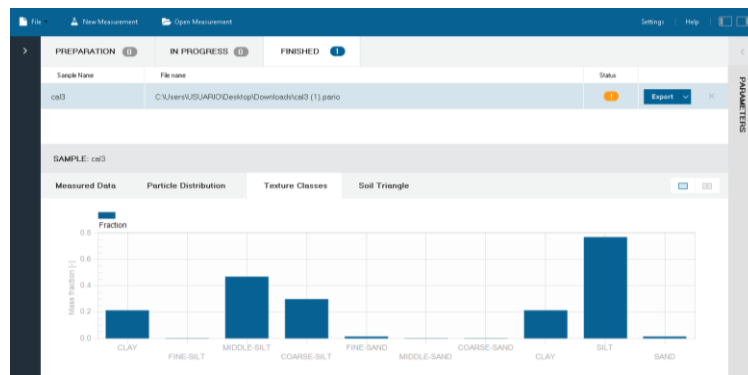 File New Measurement Open Measurement Settings Help
PREPARATION 0 IN PROGRESS 0 FINISHED 1
Sample Name File name Status
cal3 C:\Users\USUARIO\Desktop\Downloads\cal3 (1).pario ! Export
PARAMETERS
SAMPLE: cal3
Measured Data Particle Distribution Texture Classes Soil Triangle
Fraction
Mass fraction [-]
0.8
0.6
0.4
0.2
0.0
CLAY MIDDLE-SILT FINE-SAND COARSE-SAND SILT
FINE-SILT COARSE-SILT MIDDLE-SAND CLAY SAND